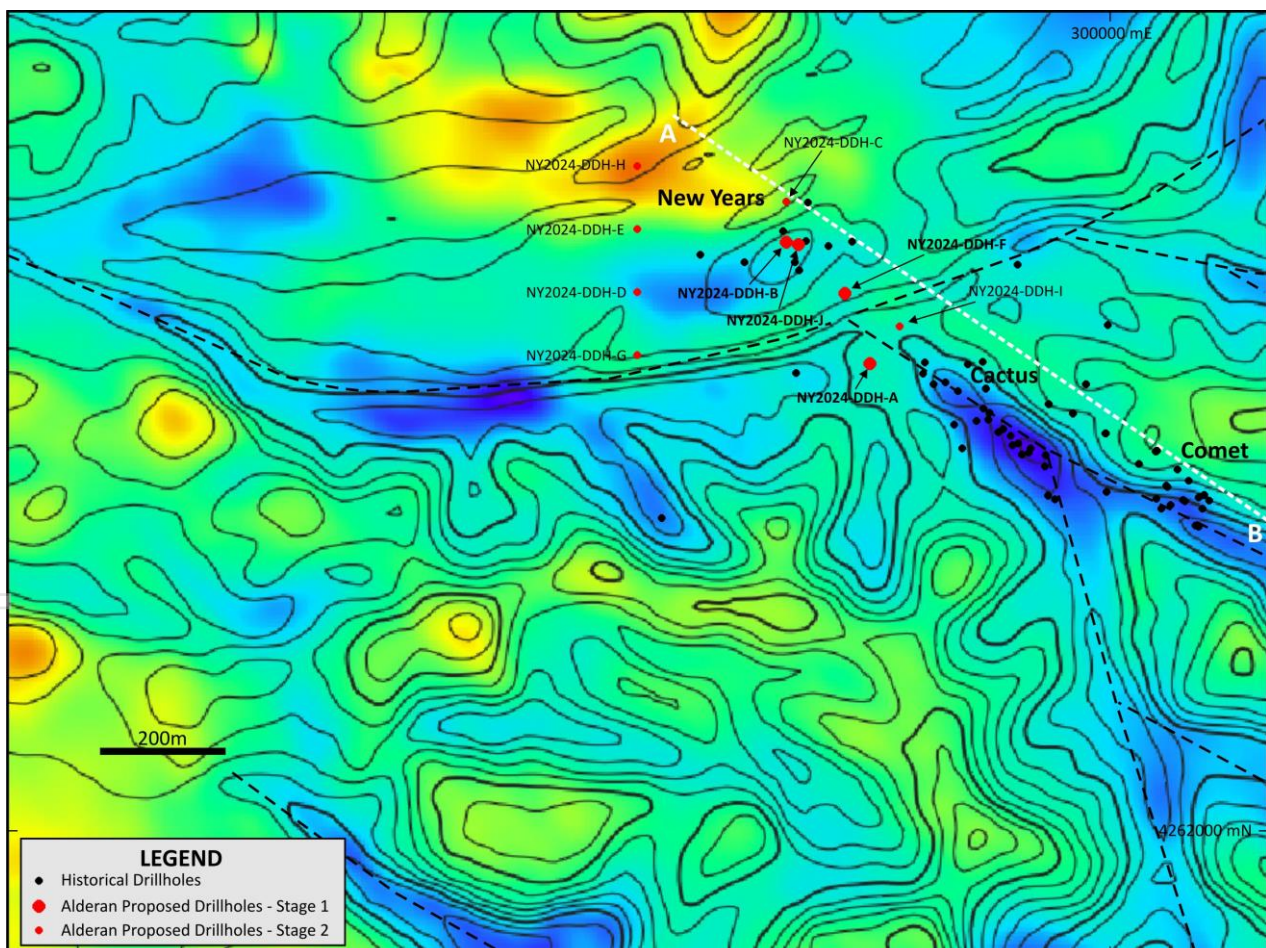 300000 mE
A
NY2024-DDH-C
NY2024-DDH-H
New Years
NY2024-DDH-E
NY2024-DDH-F
NY2024-DDH-D
NY2024-DDH-B
NY2024-DDH-I
NY2024-DDH-J
NY2024-DDH-G
Cactus
NY2024-DDH-A
Comet
B
200m
4262000 mN
LEGEND
Historical Drillholes
Alderan Proposed Drillholes - Stage 1
Alderan Proposed Drillholes - Stage 2